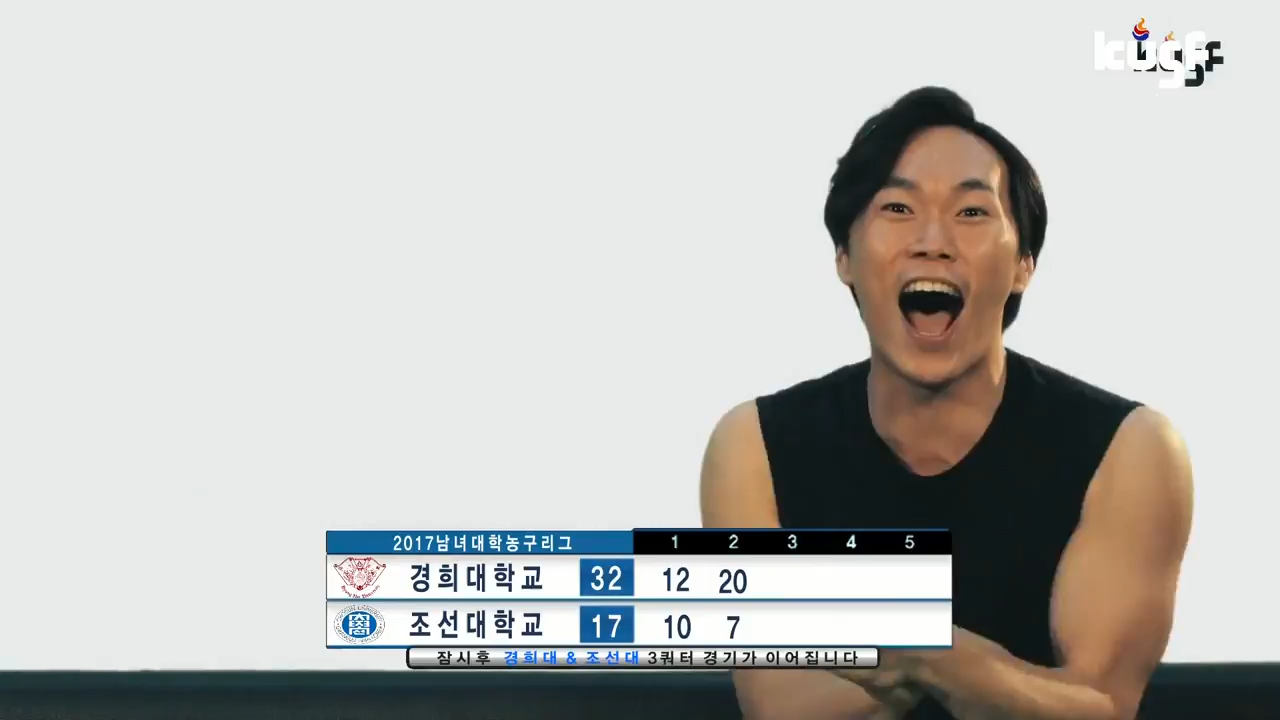 kusf
2017남녀대학농구리그 1 2 3 4 5
경희대학교 32 12 20
조선대학교 17 10 7
잠시후 경희대 & 조선대 3쿼터 경기가 이어집니다